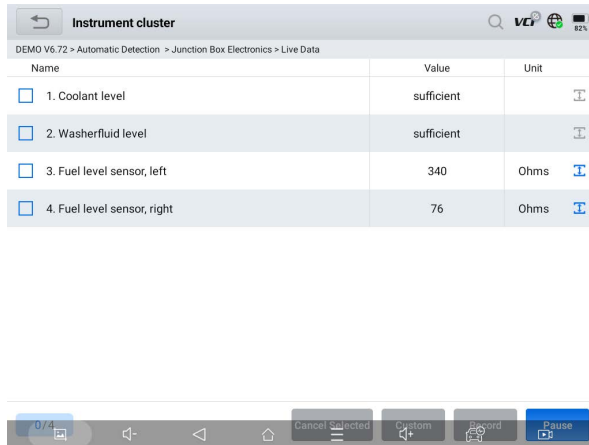 Instrument cluster
VCI
82%
DEMO V6.72 > Automatic Detection > Junction Box Electronics > Live Data
Name Value Unit
1. Coolant level sufficient
2. Washerfluid level sufficient
3. Fuel level sensor, left 340 Ohms
4. Fuel level sensor, right 76 Ohms
0/4 Cancel Selected Custom Record Pause